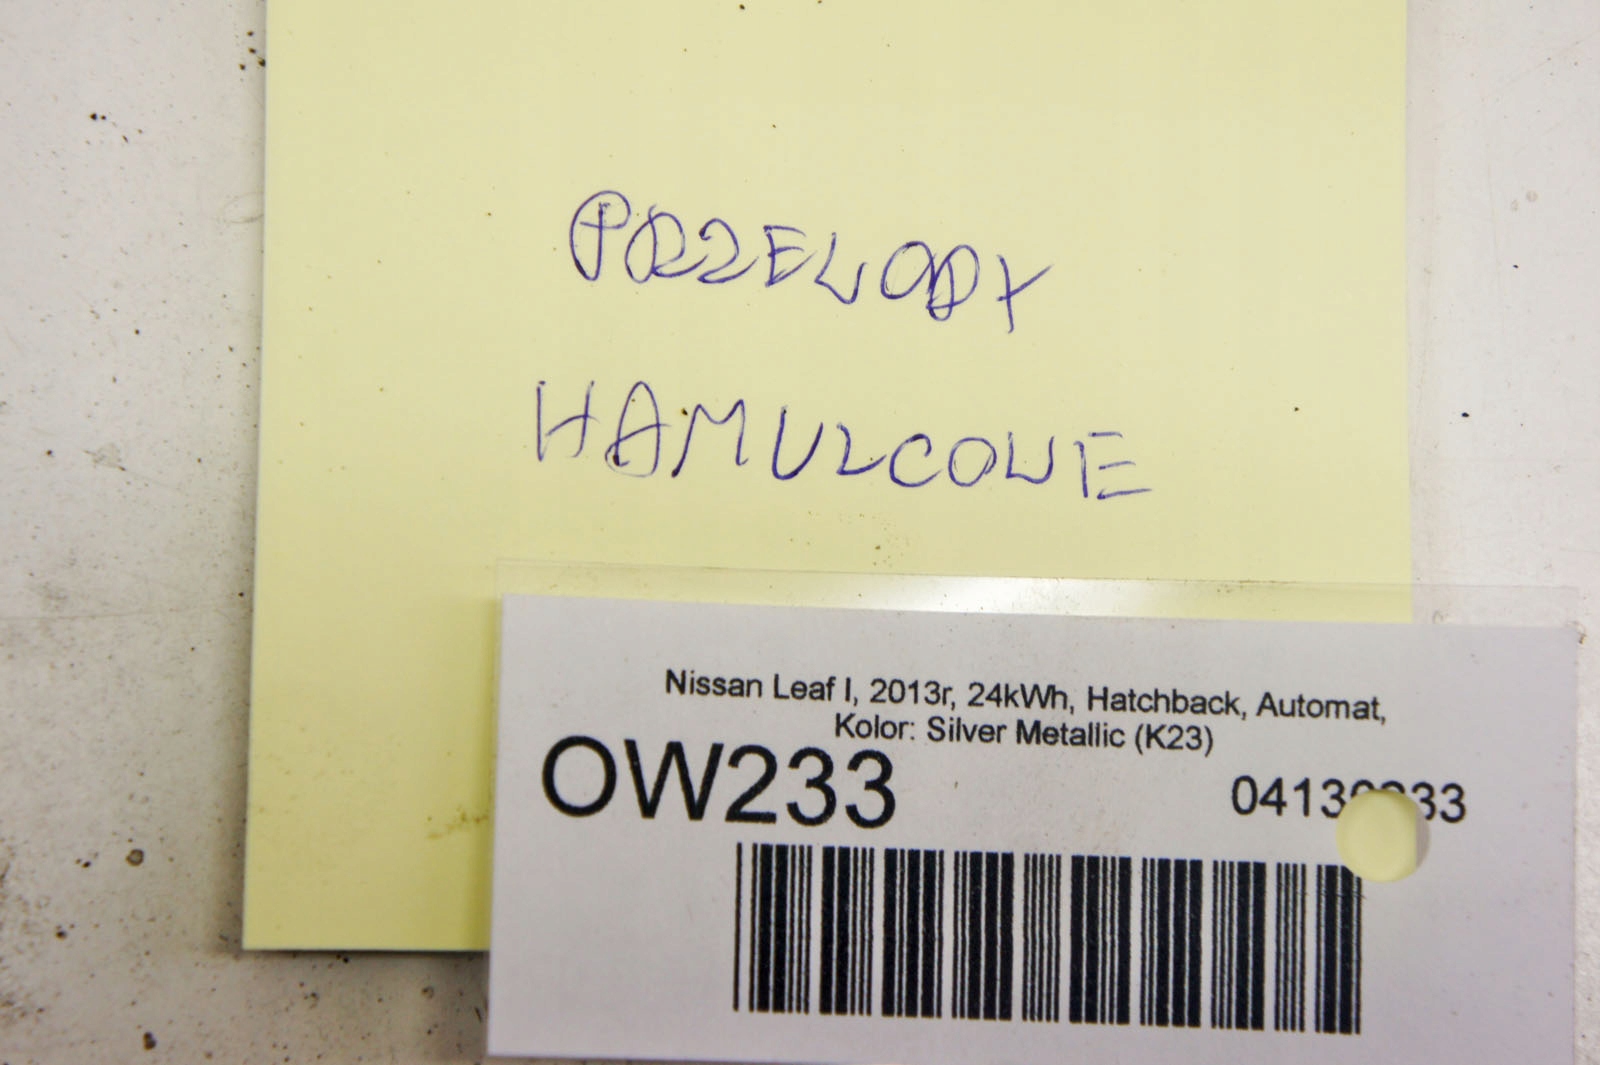 PRZEWODY
HAMULCOWE
Nissan Leaf I, 2013r, 24kWh, Hatchback, Automat,
Kolor: Silver Metallic (K23)
OW233